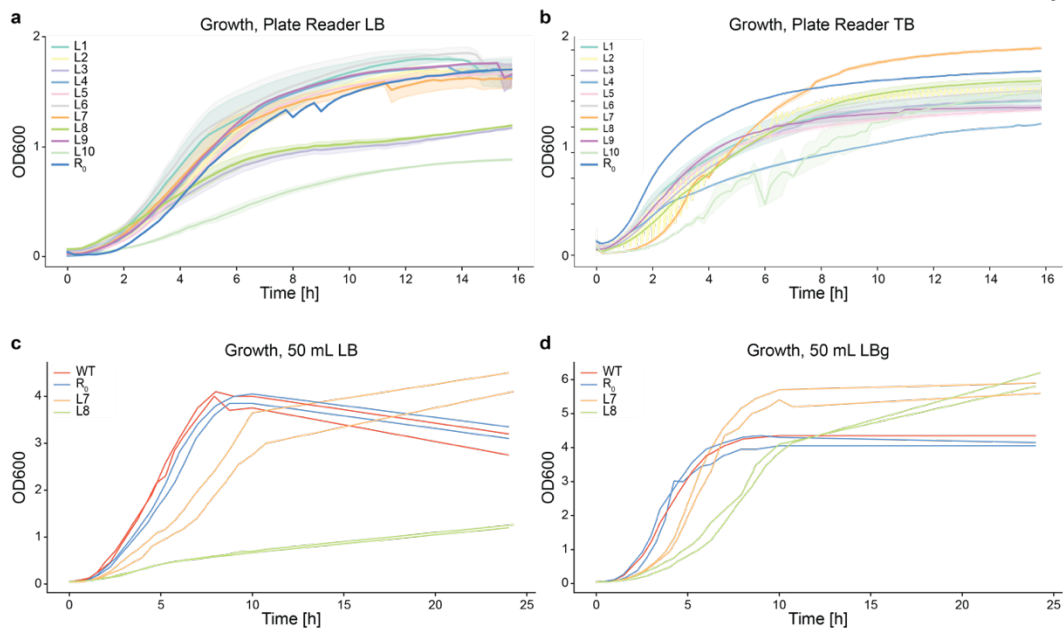 a
Growth, Plate Reader LB
2
1
0
OD600
L1
L2
L3
L4
L5
L6
L7
L8
L9
L10
R₀
0 2 4 6 8 10 12 14 16
Time [h]
b
Growth, Plate Reader TB
2
1
0
OD600
L1
L2
L3
L4
L5
L6
L7
L8
L9
L10
R₀
0 2 4 6 8 10 12 14 16
Time [h]
c
Growth, 50 mL LB
4
3
2
1
0
OD600
WT
R₀
L7
L8
0 5 10 15 20 25
Time [h]
d
Growth, 50 mL LBg
6
5
4
3
2
1
0
OD600
WT
R₀
L7
L8
0 5 10 15 20 25
Time [h]